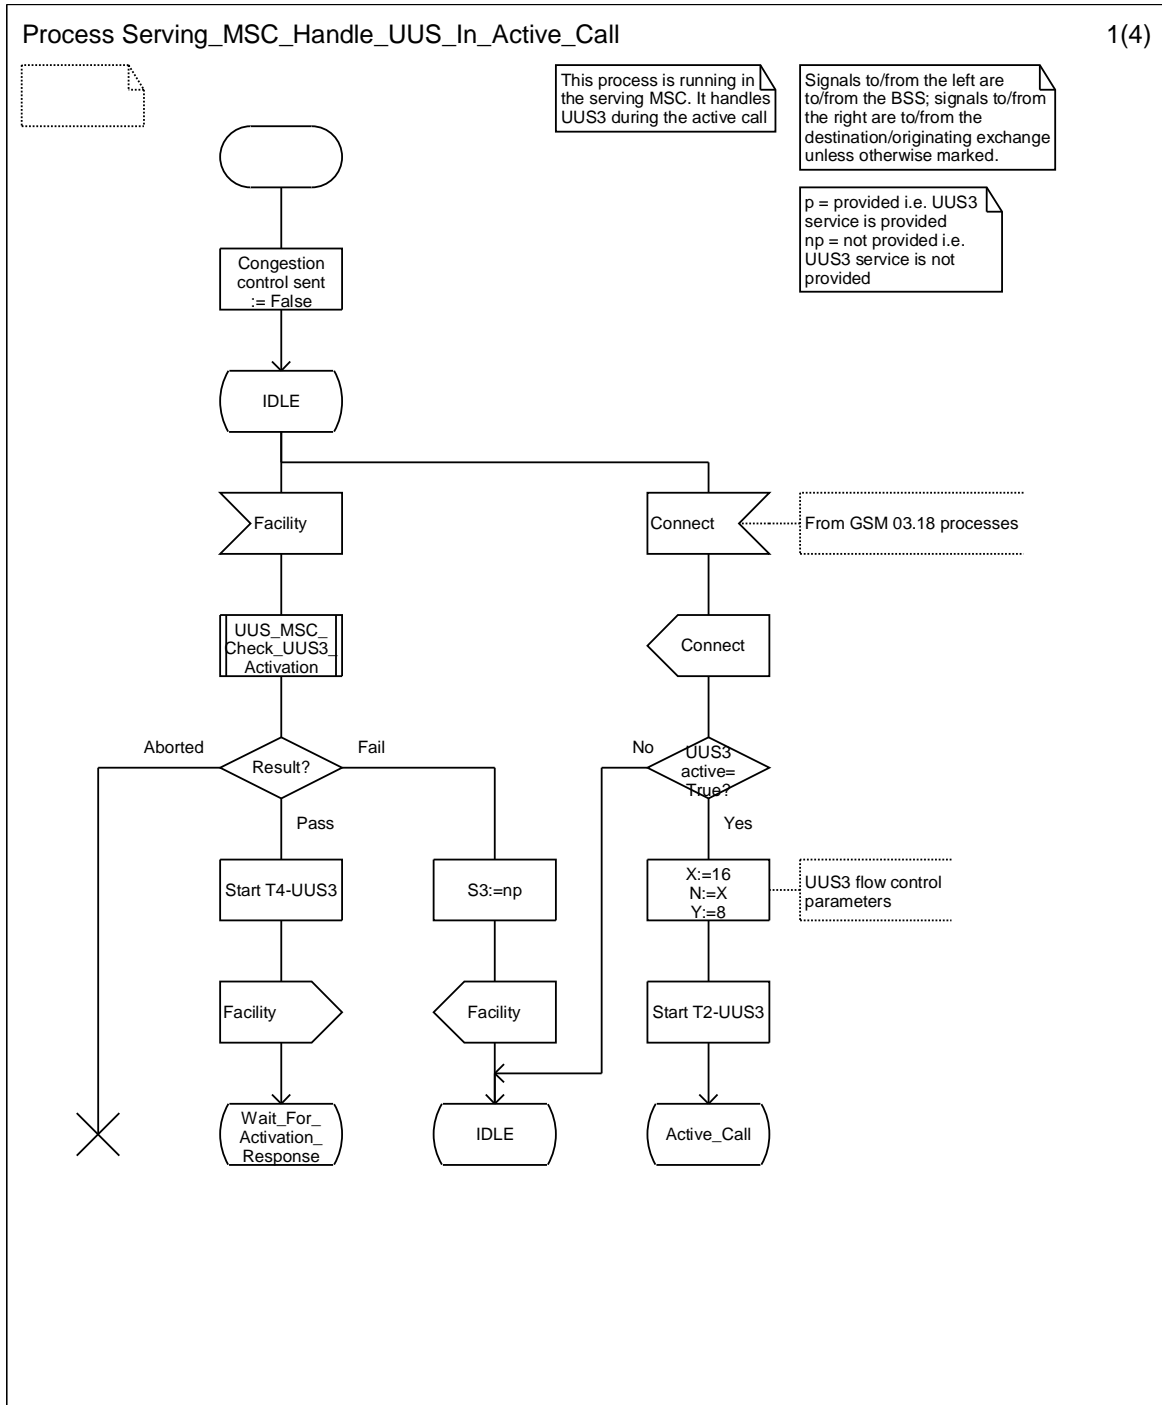 Process Serving_MSC_Handle_UUS_In_Active_Call
1(4)
This process is running in
the serving MSC. It handles
UUS3 during the active call
Signals to/from the left are
to/from the BSS; signals to/from
the right are to/from the
destination/originating exchange
unless otherwise marked.
p = provided i.e. UUS3
service is provided
np = not provided i.e.
UUS3 service is not
provided
Congestion
control sent
:= False
IDLE
Facility
Connect
From GSM 03.18 processes
UUS_MSC_
Check_UUS3_
Activation
Connect
Aborted
Result?
Fail
No
UUS3
active=
True?
Pass
Yes
Start T4-UUS3
S3:=np
X:=16
N:=X
Y:=8
UUS3 flow control
parameters
Facility
Facility
Start T2-UUS3
Wait_For_
Activation_
Response
IDLE
Active_Call